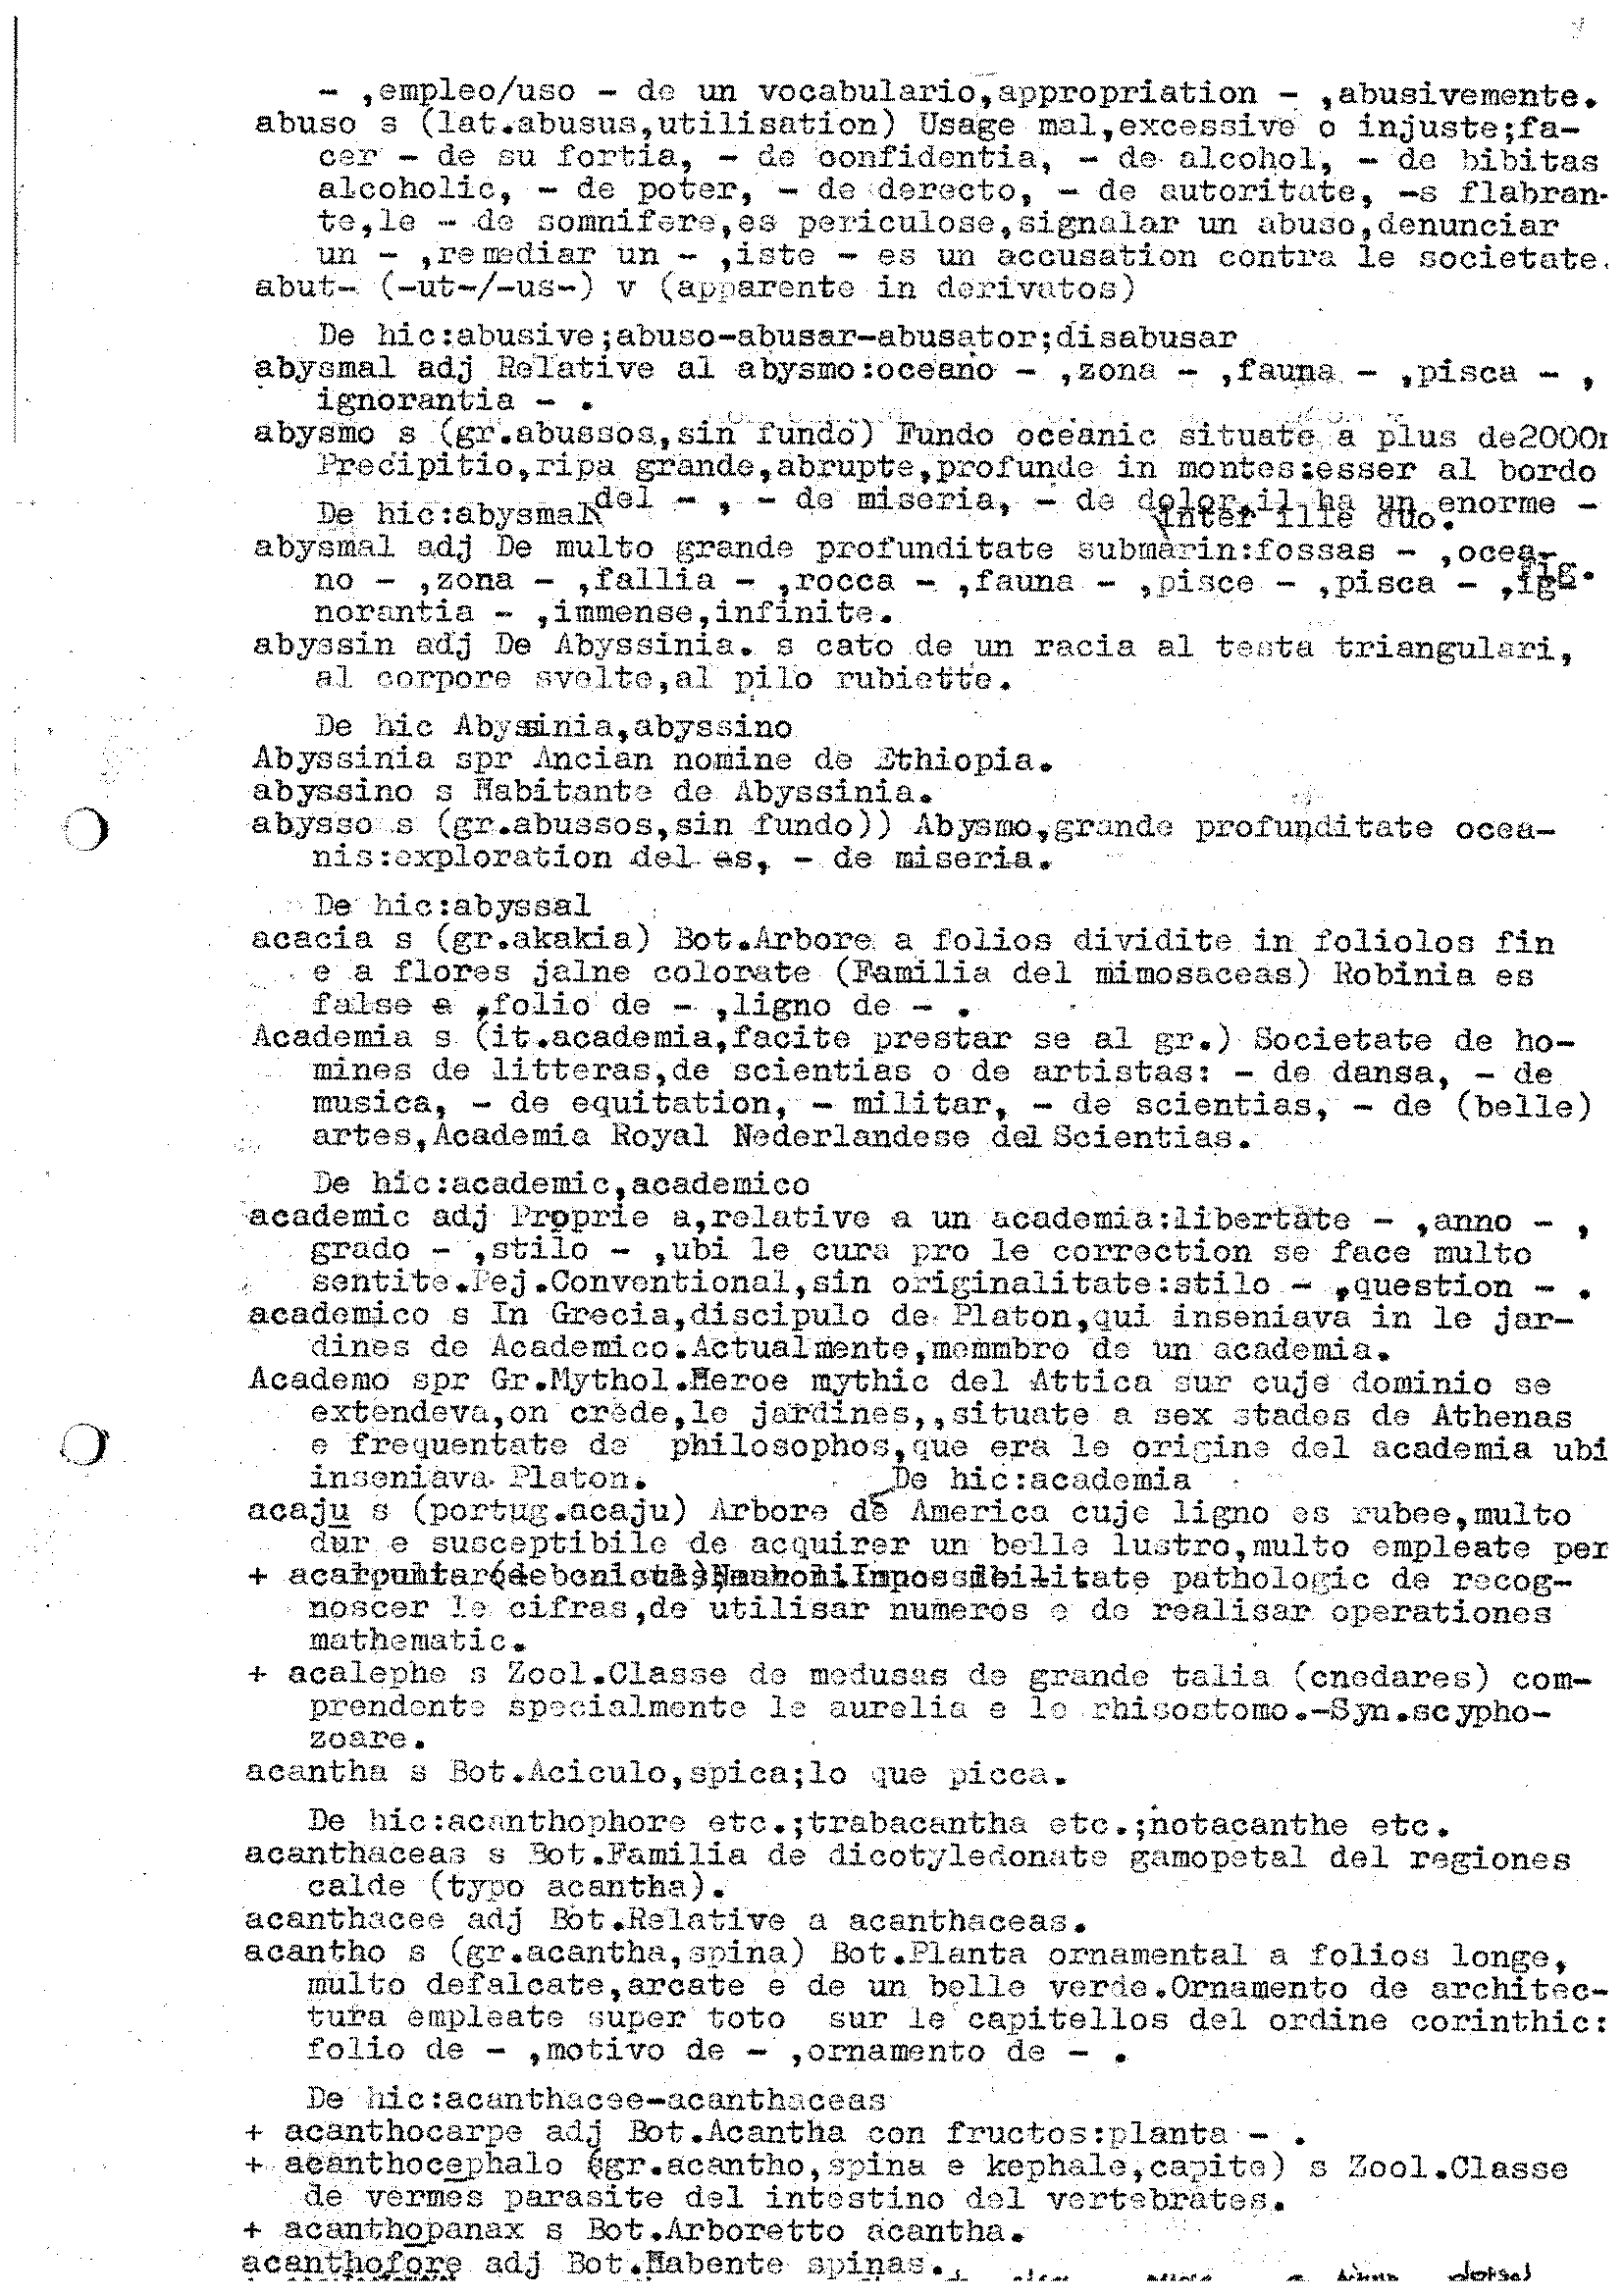 - ,empleo/uso - de un vocabulario,appropriation - ,abusivemente.
abuso s (lat.abusus,utilisation) Usage mal,excessive o injuste;fa-
cer - de su fortia, - de confidentia, - de alcohol, - de bibitas
alcoholic, - de poter, - de derecto, - de autoritate, -s flabran-
te,le - de somnifere,es periculose,signalar un abuso,denunciar
un - ,remediar un - ,iste - es un accusation contra le societate.
abut- (-ut-/-us-) v (apparente in derivatos)
De hic:abusive;abuso-abusar-abusator;disabusar
abysmal adj Relative al abysmo:oceano - ,zona - ,fauna - ,pisca - ,
ignorantia - .
abysmo s (gr.abussos,sin fundo) Fundo oceanic situate a plus de2000m
Precipitio,ripa grande,abrupte,profunde in montes:esser al bordo
del - , - de miseria, - de dolor,il ha un enorme -
De hic:abysmal inter ille duo.
abysmal adj De multo grande profunditate submarin:fossas - ,ocea-
no - ,zona - ,fallia - ,rocca - ,fauna - ,pisce - ,pisca - ,fig. ig-
norantia - ,immense,infinite.
abyssin adj De Abyssinia. s cato de un racia al testa triangulari,
al corpore svelte,al pilo rubiette.
De hic Abyssinia,abyssino
Abyssinia spr Ancian nomine de Ethiopia.
abyssino s Habitante de Abyssinia.
abysso s (gr.abussos,sin fundo)) Abysmo,grande profunditate ocea-
nis:exploration del as, - de miseria.
De hic:abyssal
acacia s (gr.akakia) Bot.Arbore a folios dividite in foliolos fin
e a flores jalne colorate (Familia del mimosaceas) Robinia es
false a ,folio de - ,ligno de - .
Academia s (it.academia,facite prestar se al gr.) Societate de ho-
mines de litteras,de scientias o de artistas: - de dansa, - de
musica, - de equitation, - militar, - de scientias, - de (belle)
artes,Academia Royal Nederlandese del Scientias.
De hic:academic,academico
academic adj Proprie a,relative a un academia:libertate - ,anno - ,
grado - ,stilo - ,ubi le cura pro le correction se face multo
sentite.Pej.Conventional,sin originalitate:stilo - ,question - .
academico s In Grecia,discipulo de Platon,qui inseniava in le jar-
dines de Academico.Actualmente,memmbro de un academia.
Academo spr Gr.Mythol.Heroe mythic del Attica sur cuje dominio se
extendeva,on crede,le jardines,,situate a sex stades de Athenas
e frequentate de philosophos,que era le origine del academia ubi
inseniava Platon. De hic:academia
acaju s (portug.acaju) Arbore de America cuje ligno es rubee,multo
dur e susceptibile de acquirer un belle lustro,multo empleate per
+ Impossibilitate pathologic de recog-
noscer le cifras,de utilisar numeros e de realisar operationes
mathematic.
+ acalephe s Zool.Classe de medusas de grande talia (cnedares) com-
prendente specialmente le aurelia e le rhisostomo.-Syn.scypho-
zoare.
acantha s Bot.Aciculo,spica;lo que picca.
De hic:acanthophore etc.;trabacantha etc.;notacanthe etc.
acanthaceas s Bot.Familia de dicotyledonate gamopetal del regiones
calde (typo acantha).
acanthacee adj Bot.Relative a acanthaceas.
acantho s (gr.acantha,spina) Bot.Planta ornamental a folios longe,
multo defalcate,arcate e de un belle verde.Ornamento de architec-
tura empleate super toto sur le capitellos del ordine corinthic:
folio de - ,motivo de - ,ornamento de - .
De hic:acanthacee-acanthaceas
+ acanthocarpe adj Bot.Acantha con fructos:planta - .
+ acanthocephalo (gr.acantho,spina e kephale,capite) s Zool.Classe
de vermes parasite del intestino del vertebrates.
+ acanthopanax s Bot.Arboretto acantha.
acanthofore adj Bot.Habente spinas.